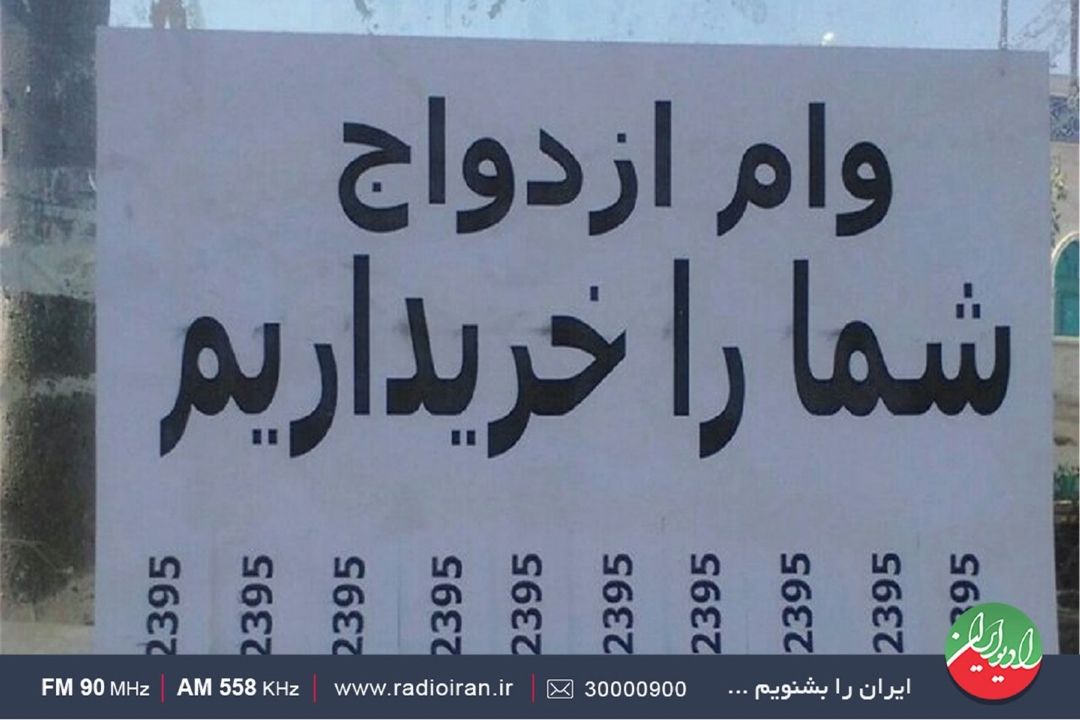 وام ازدواج
شما را خریداریم
2395 2395 2395 2395 2395 2395 2395 2395 2395 2395
رادیو ایران
ایران را بشنویم ... 30000900 www.radioiran.ir AM 558 KHz FM 90 MHz